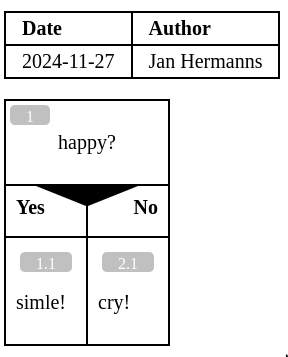 Date Author
2024-11-27 Jan Hermanns
1
happy?
Yes No
1.1 2.1
simle! cry!